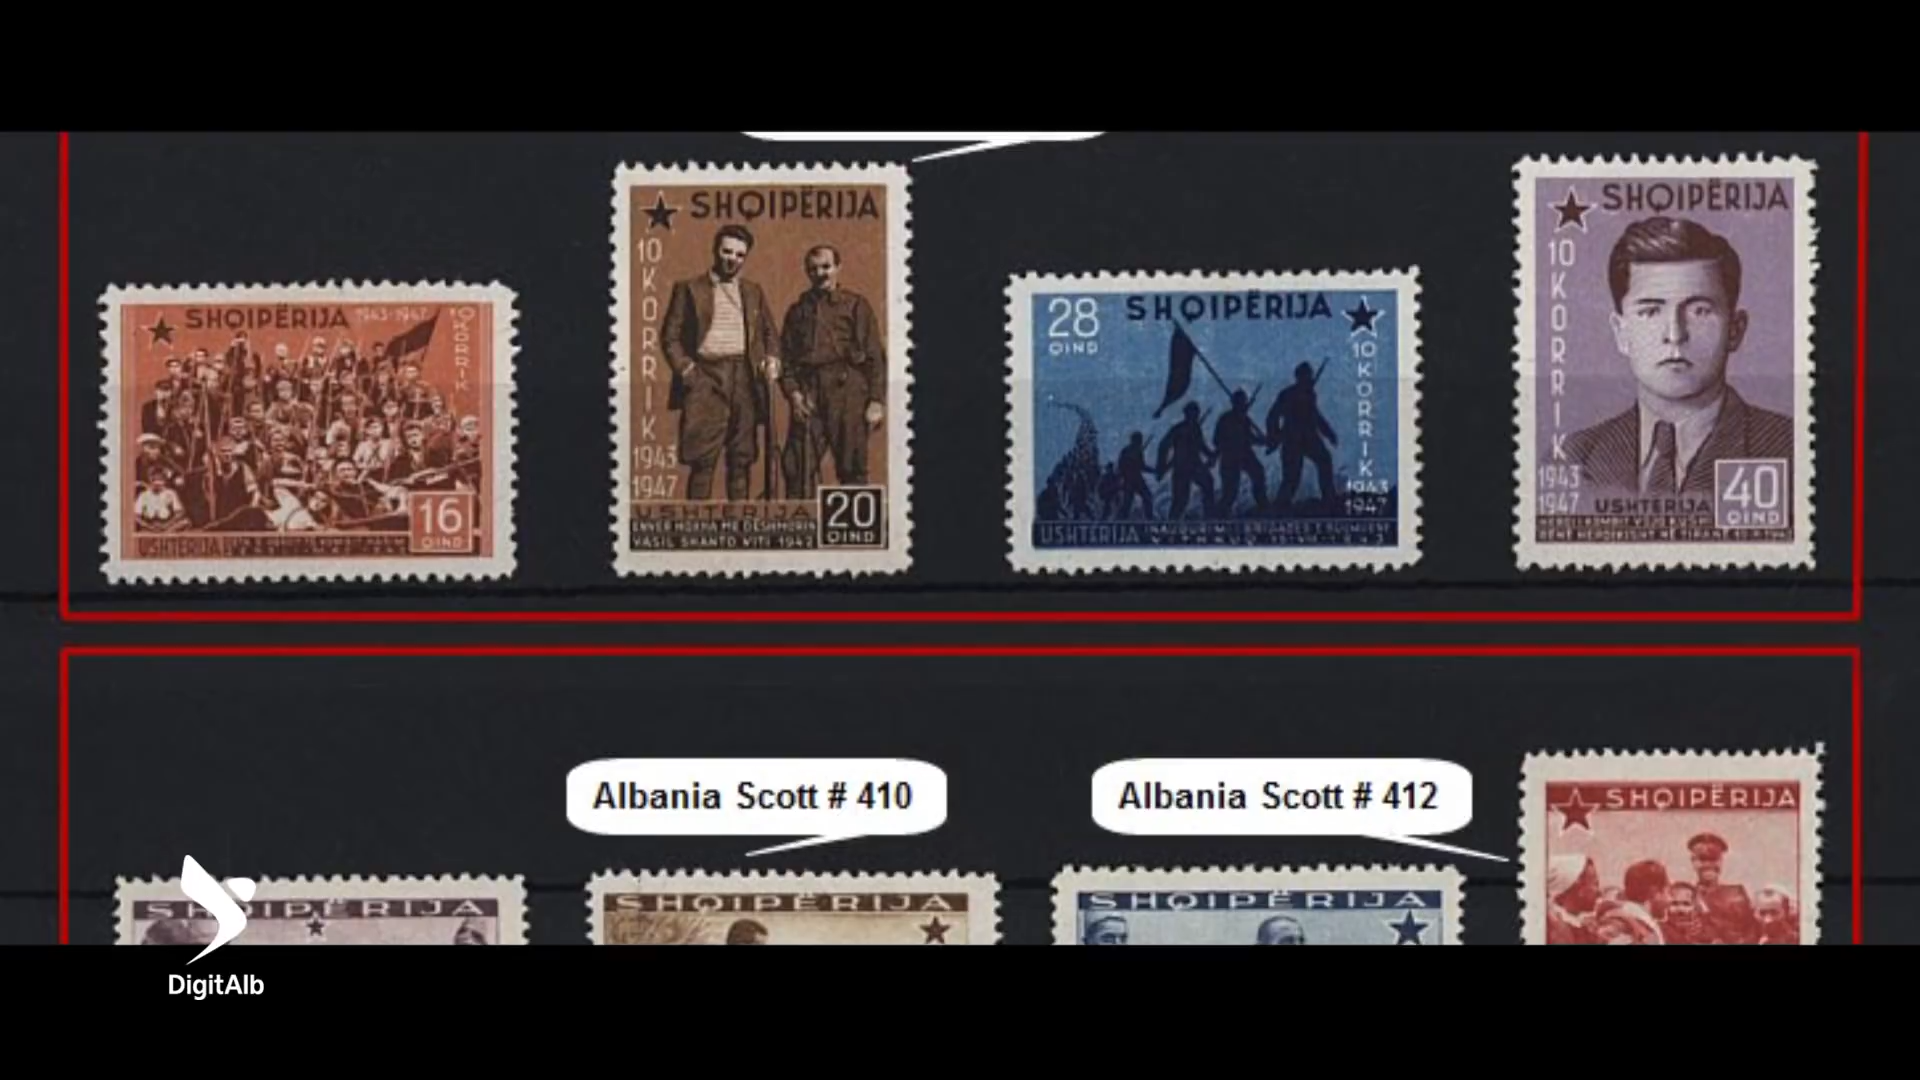 SHQIPËRIJA
1943-1947
10 KORRIK
16
QIND
USHTERIJA
SHQIPËRIJA
10 KORRIK
1943
1947
USHTERIJA
ENVER HOXHA ME DËSHMORIN
VASIL SHANTO VITI 1942
20
QIND
28
QIND
SHQIPËRIJA
10 KORRIK
1943
1947
USHTERIJA
SHQIPËRIJA
10 KORRIK
1943
1947
USHTERIJA
40
QIND
Albania Scott # 410
Albania Scott # 412
SHQIPËRIJA
SHQIPËRIJA
SHQIPËRIJA
SHQIPËRIJA
DigitAlb